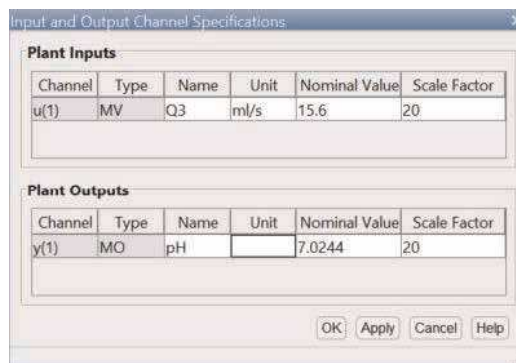 Input and Output Channel Specifications
Plant Inputs
Channel Type Name Unit Nominal Value Scale Factor
u(1) MV Q3 ml/s 15.6 20
Plant Outputs
Channel Type Name Unit Nominal Value Scale Factor
y(1) MO pH 7.0244 20
OK Apply Cancel Help